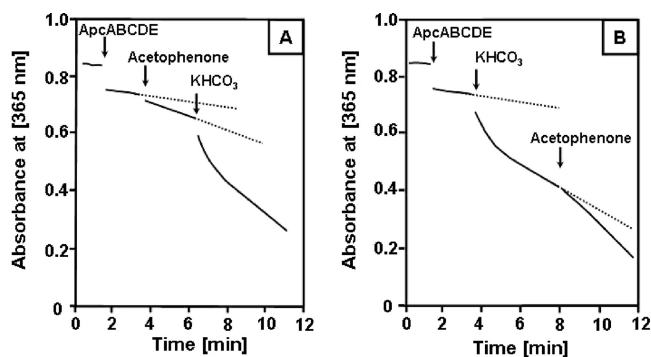 A
ApcABCDE
Acetophenone
KHCO₃
Absorbance at [365 nm]
1.0
0.8
0.6
0.4
0.2
0
0 2 4 6 8 10 12
Time [min]
B
ApcABCDE
KHCO₃
Acetophenone
Absorbance at [365 nm]
1.0
0.8
0.6
0.4
0.2
0
0 2 4 6 8 10 12
Time [min]